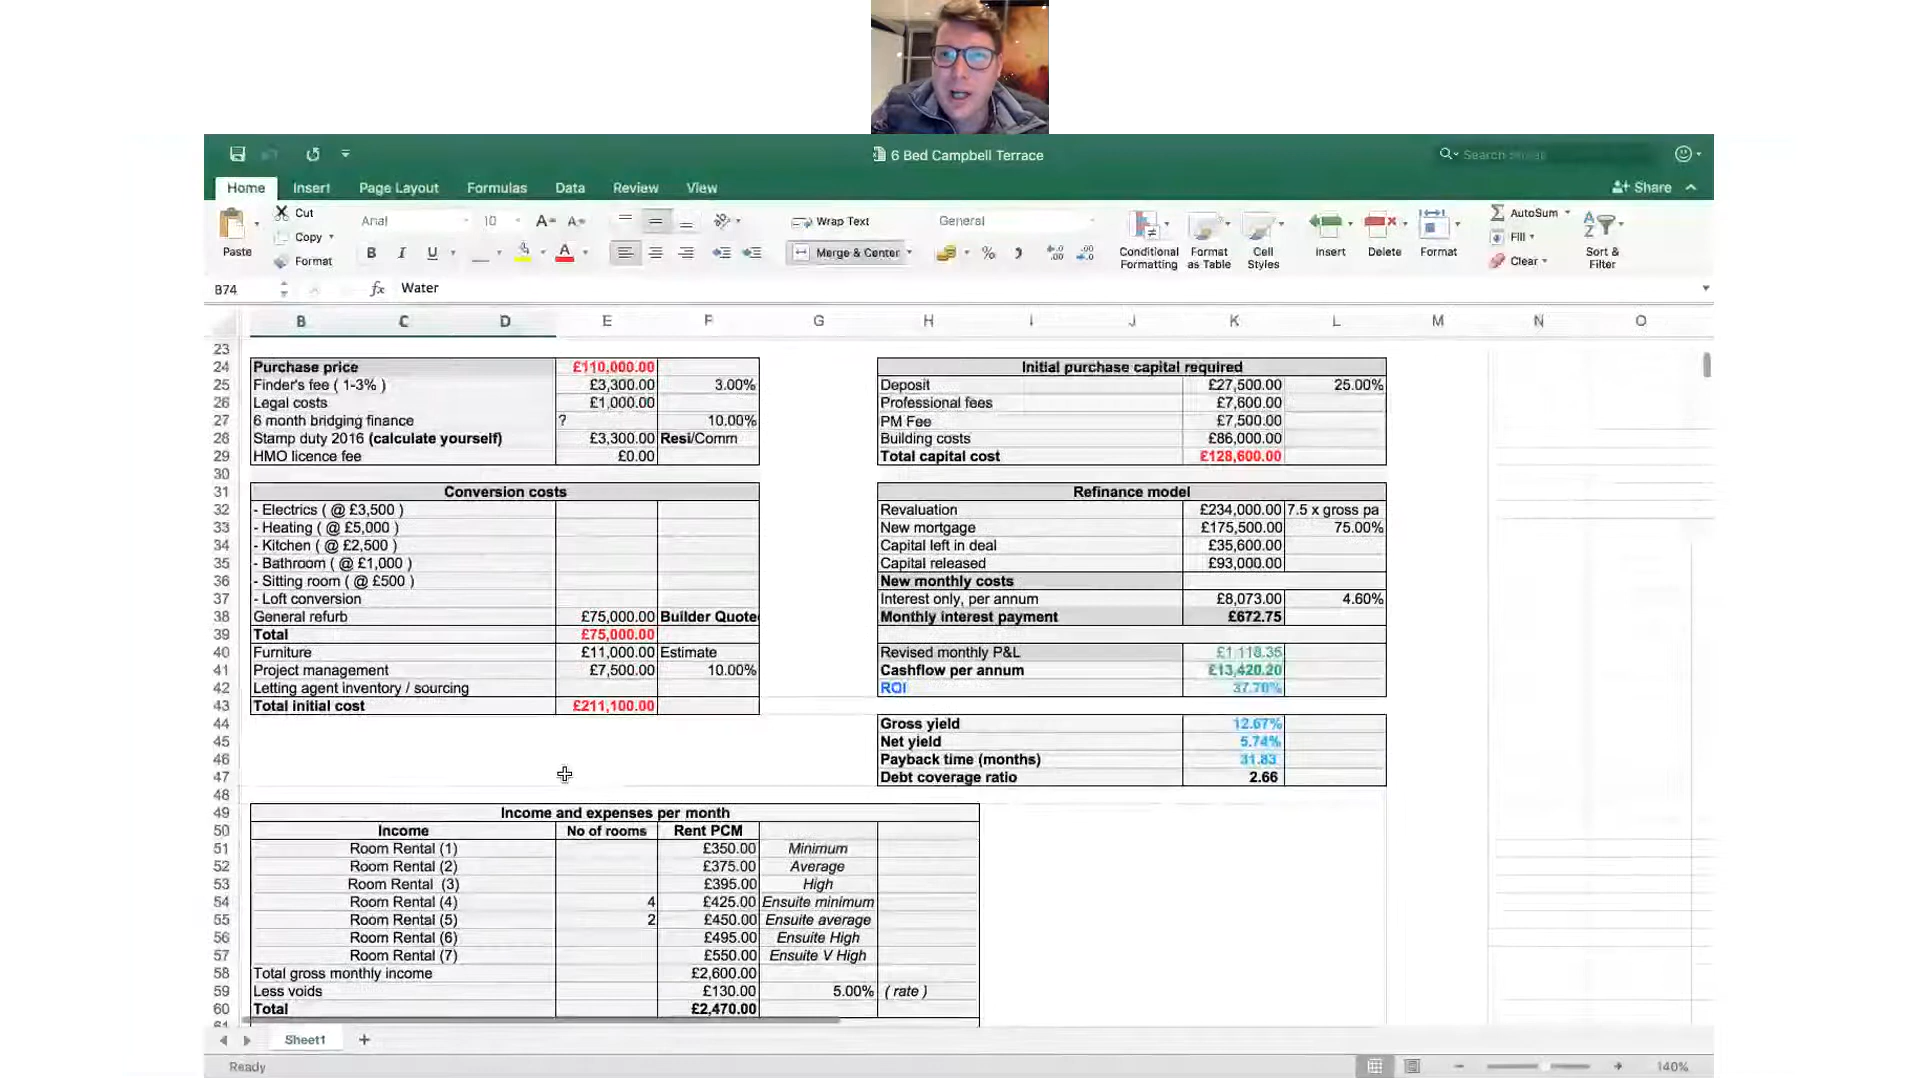 6 Bed Campbell Terrace
Home Insert Page Layout Formulas Data Review View Share
Paste Cut Copy Format
Arial 10
B I U A
Wrap Text
Merge & Center
General
%
Conditional Formatting
Format as Table
Cell Styles
Insert Delete Format
AutoSum
Fill
Clear
Sort & Filter
B74 fx Water
B C D E F G H I J K L M N O
23
24 Purchase price £110,000.00 Initial purchase capital required
25 Finder's fee ( 1-3% ) £3,300.00 3.00% Deposit £27,500.00 25.00%
26 Legal costs £1,000.00 Professional fees £7,600.00
27 6 month bridging finance ? 10.00% PM Fee £7,500.00
28 Stamp duty 2016 (calculate yourself) £3,300.00 Resi/Comm Building costs £86,000.00
29 HMO licence fee £0.00 Total capital cost £128,600.00
30
31 Conversion costs Refinance model
32 - Electrics ( @ £3,500 ) Revaluation £234,000.00 7.5 x gross pa
33 - Heating ( @ £5,000 ) New mortgage £175,500.00 75.00%
34 - Kitchen ( @ £2,500 ) Capital left in deal £35,600.00
35 - Bathroom ( @ £1,000 ) Capital released £93,000.00
36 - Sitting room ( @ £500 ) New monthly costs
37 - Loft conversion Interest only, per annum £8,073.00 4.60%
38 General refurb £75,000.00 Builder Quote Monthly interest payment £672.75
39 Total £75,000.00
40 Furniture £11,000.00 Estimate Revised monthly P&L £1,118.35
41 Project management £7,500.00 10.00% Cashflow per annum £13,420.20
42 Letting agent inventory / sourcing ROI 37.70%
43 Total initial cost £211,100.00
44 Gross yield 12.67%
45 Net yield 5.74%
46 Payback time (months) 31.83
47 Debt coverage ratio 2.66
48
49 Income and expenses per month
50 Income No of rooms Rent PCM
51 Room Rental (1) £350.00 Minimum
52 Room Rental (2) £375.00 Average
53 Room Rental (3) £395.00 High
54 Room Rental (4) 4 £425.00 Ensuite minimum
55 Room Rental (5) 2 £450.00 Ensuite average
56 Room Rental (6) £495.00 Ensuite High
57 Room Rental (7) £550.00 Ensuite V High
58 Total gross monthly income £2,600.00
59 Less voids £130.00 5.00% ( rate )
60 Total £2,470.00
Sheet1 +
Ready 140%